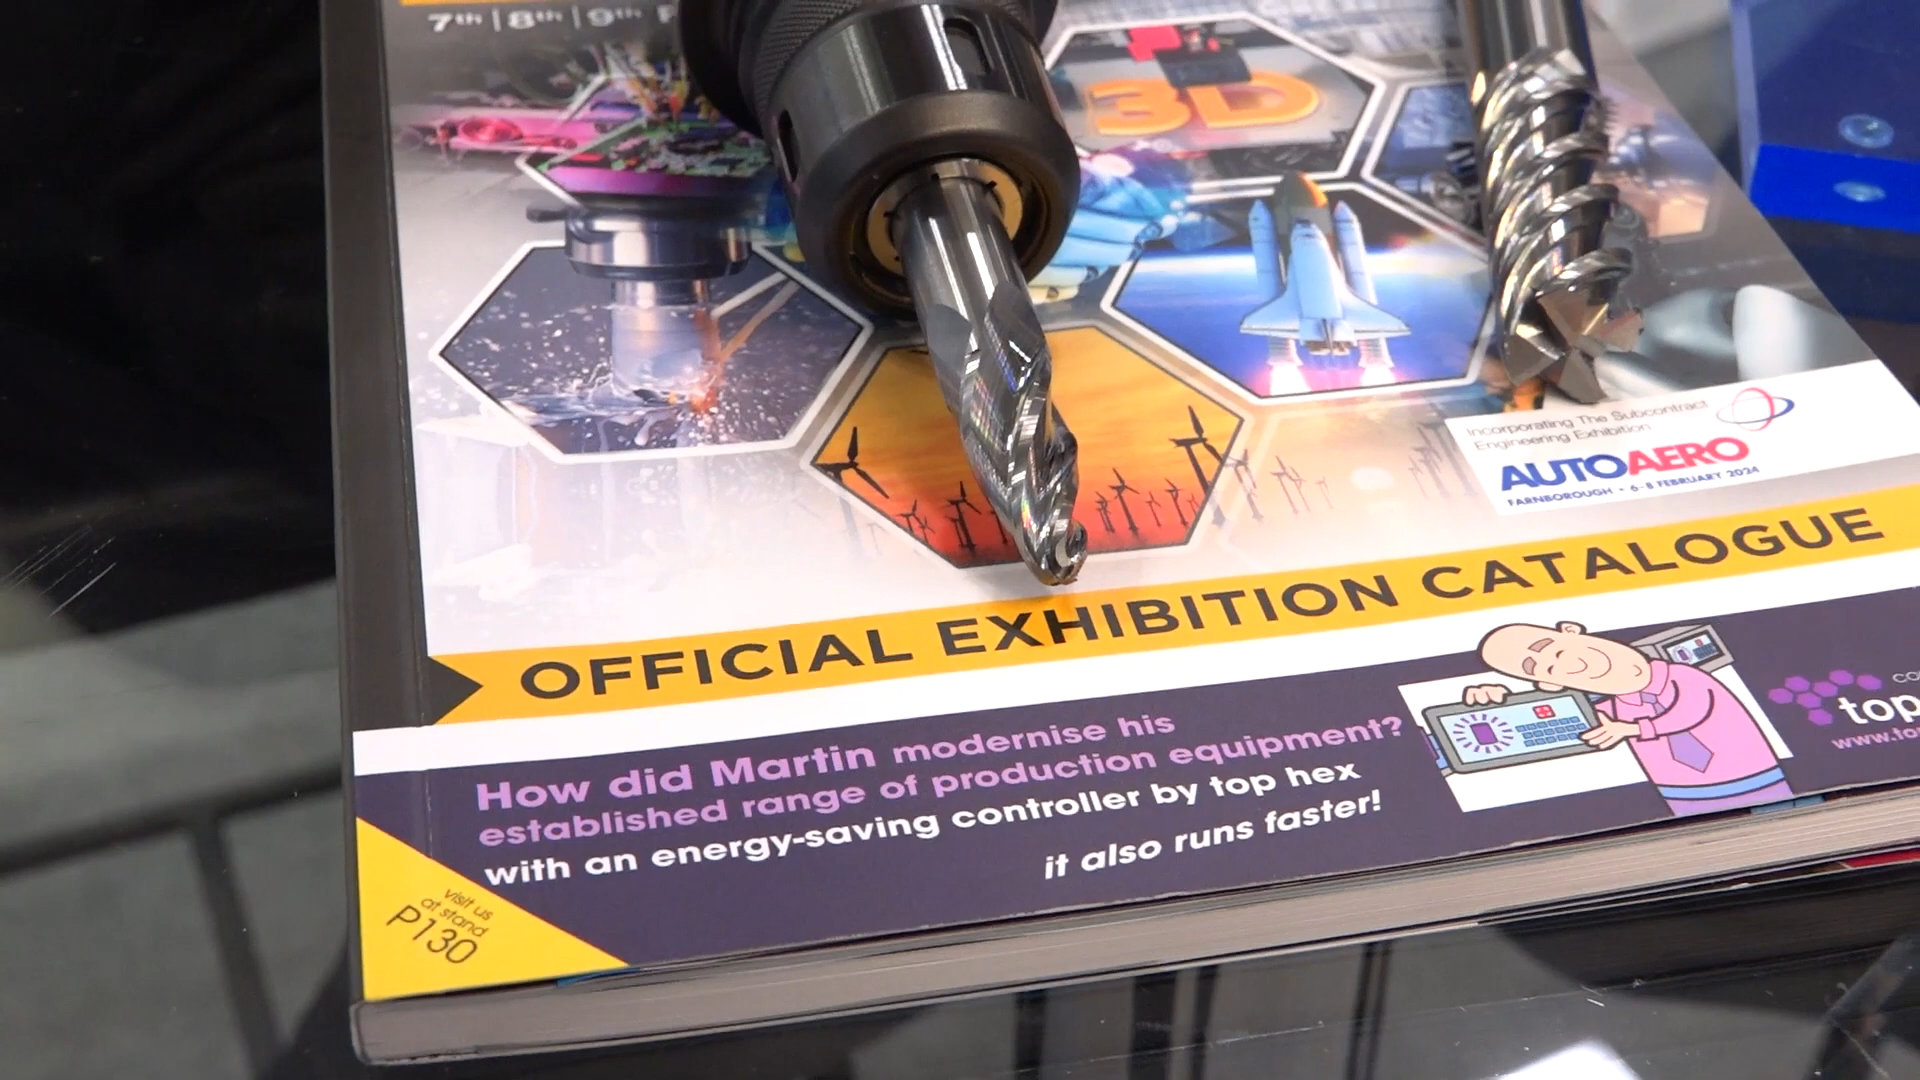 7th | 8th | 9th
3D
Incorporating The Subcontract
Engineering Exhibition
AUTOAERO
FARNBOROUGH • 6-8 FEBRUARY 2024
OFFICIAL EXHIBITION CATALOGUE
How did Martin modernise his
established range of production equipment?
with an energy-saving controller by top hex
it also runs faster!
visit us
at stand
P130
top